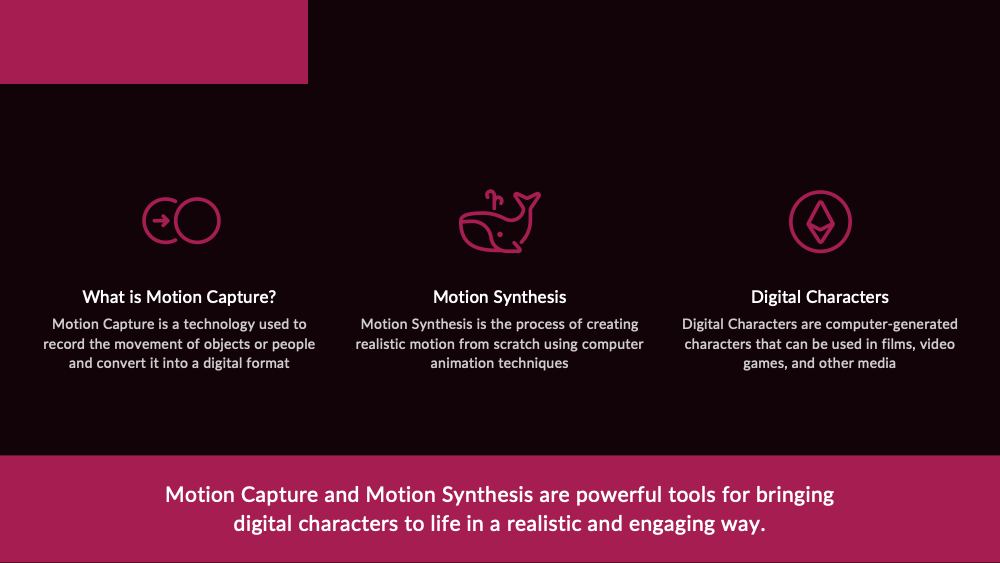 What is Motion Capture?
Motion Capture is a technology used to
record the movement of objects or people
and convert it into a digital format
Motion Synthesis
Motion Synthesis is the process of creating
realistic motion from scratch using computer
animation techniques
Digital Characters
Digital Characters are computer-generated
characters that can be used in films, video
games, and other media
Motion Capture and Motion Synthesis are powerful tools for bringing
digital characters to life in a realistic and engaging way.